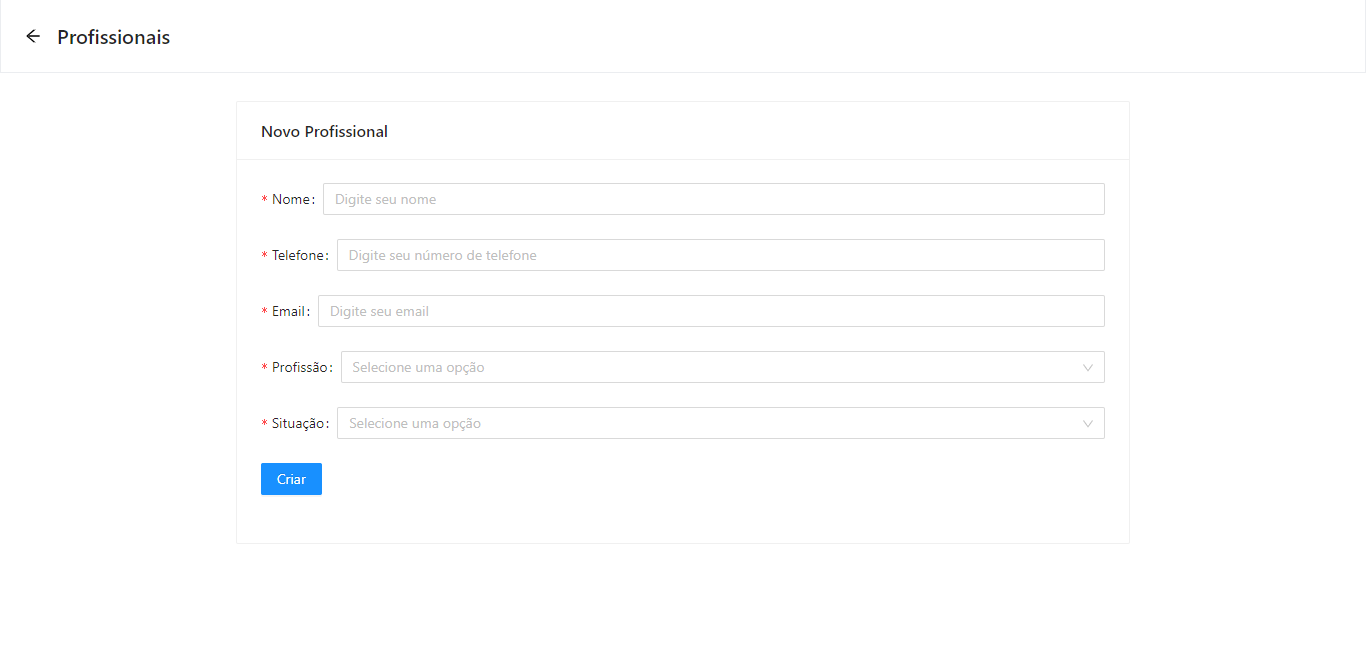 Profissionais
Novo Profissional
* Nome: Digite seu nome
* Telefone: Digite seu número de telefone
* Email: Digite seu email
* Profissão: Selecione uma opção
* Situação: Selecione uma opção
Criar